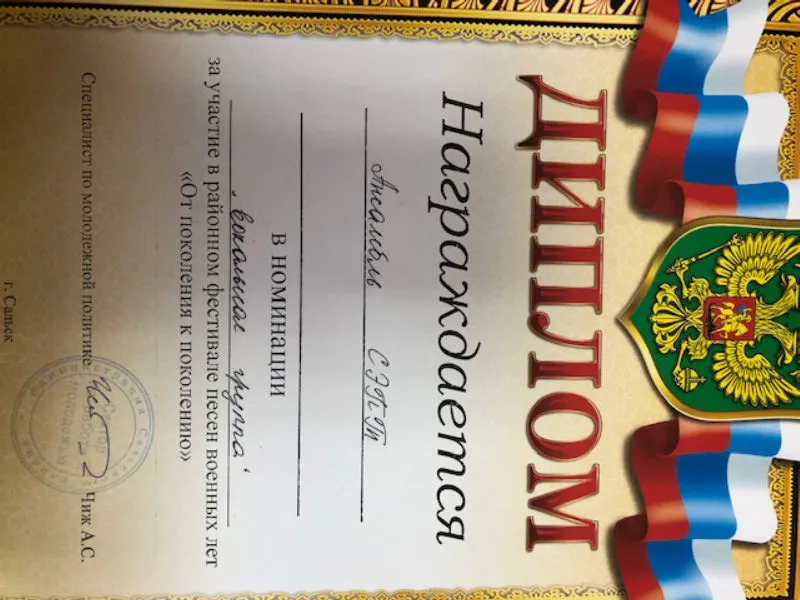 ДИПЛОМ
Награждается
Ансамбль СЭПТ
в номинации
"вокальная группа"
за участие в районном фестивале песен военных лет
«От поколения к поколению»
Специалист по молодежной политике Чиж А.С.
г. Сальск